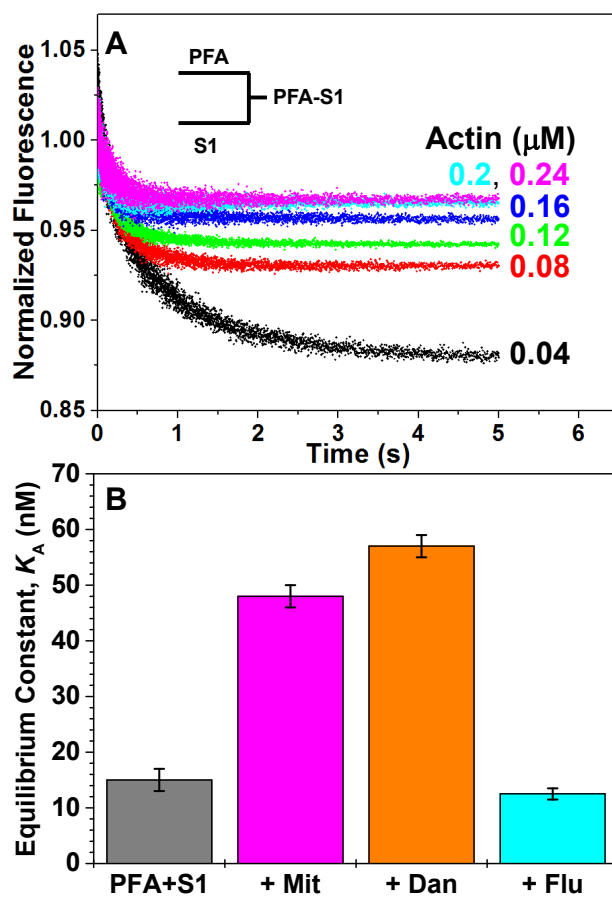 A
PFA
PFA-S1
S1
Actin (μM)
0.2, 0.24
0.16
0.12
0.08
0.04
Normalized Fluorescence
1.05
1.00
0.95
0.90
0.85
0 1 2 3 4 5 6
Time (s)
B
Equilibrium Constant, K_A (nM)
70
60
50
40
30
20
10
0
PFA+S1 + Mit + Dan + Flu